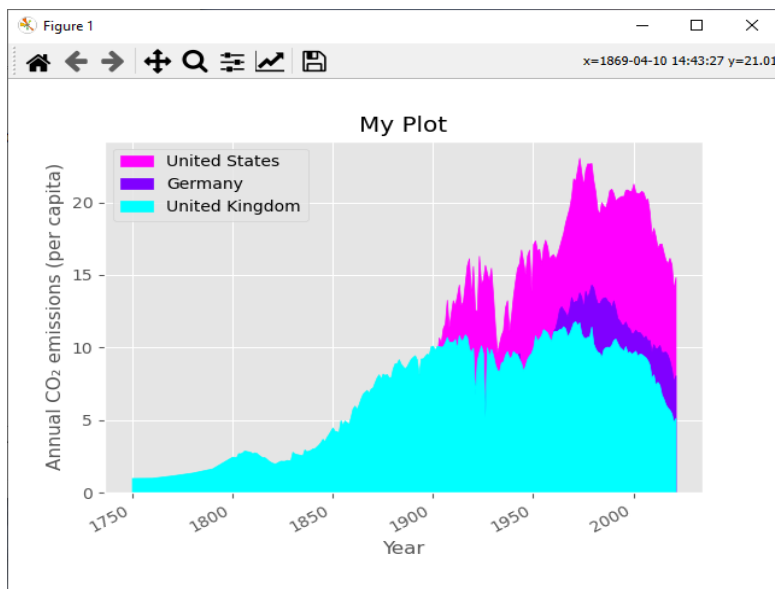 Figure 1
x=1869-04-10 14:43:27 y=21.01
My Plot
United States
Germany
United Kingdom
Annual CO₂ emissions (per capita)
20
15
10
5
0
1750
1800
1850
1900
1950
2000
Year